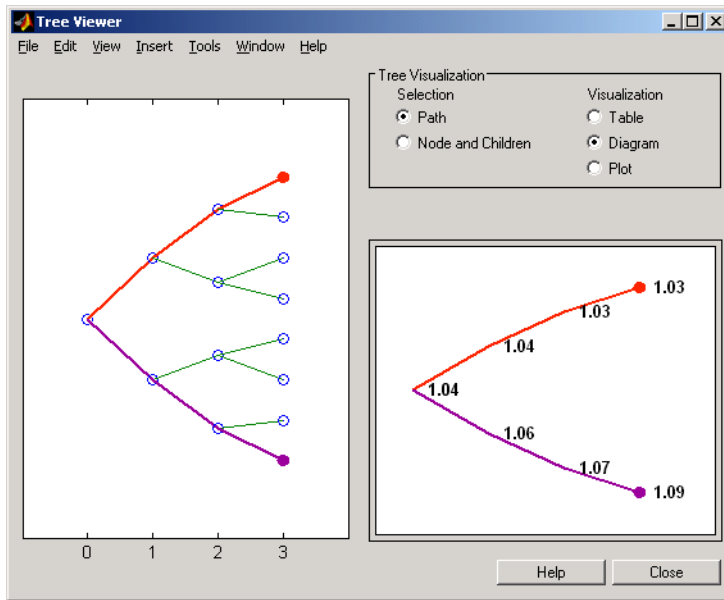 Tree Viewer
File Edit View Insert Tools Window Help
Tree Visualization
Selection
Visualization
Path
Table
Node and Children
Diagram
Plot
0 1 2 3
1.03
1.03
1.04
1.04
1.06
1.07
1.09
Help Close